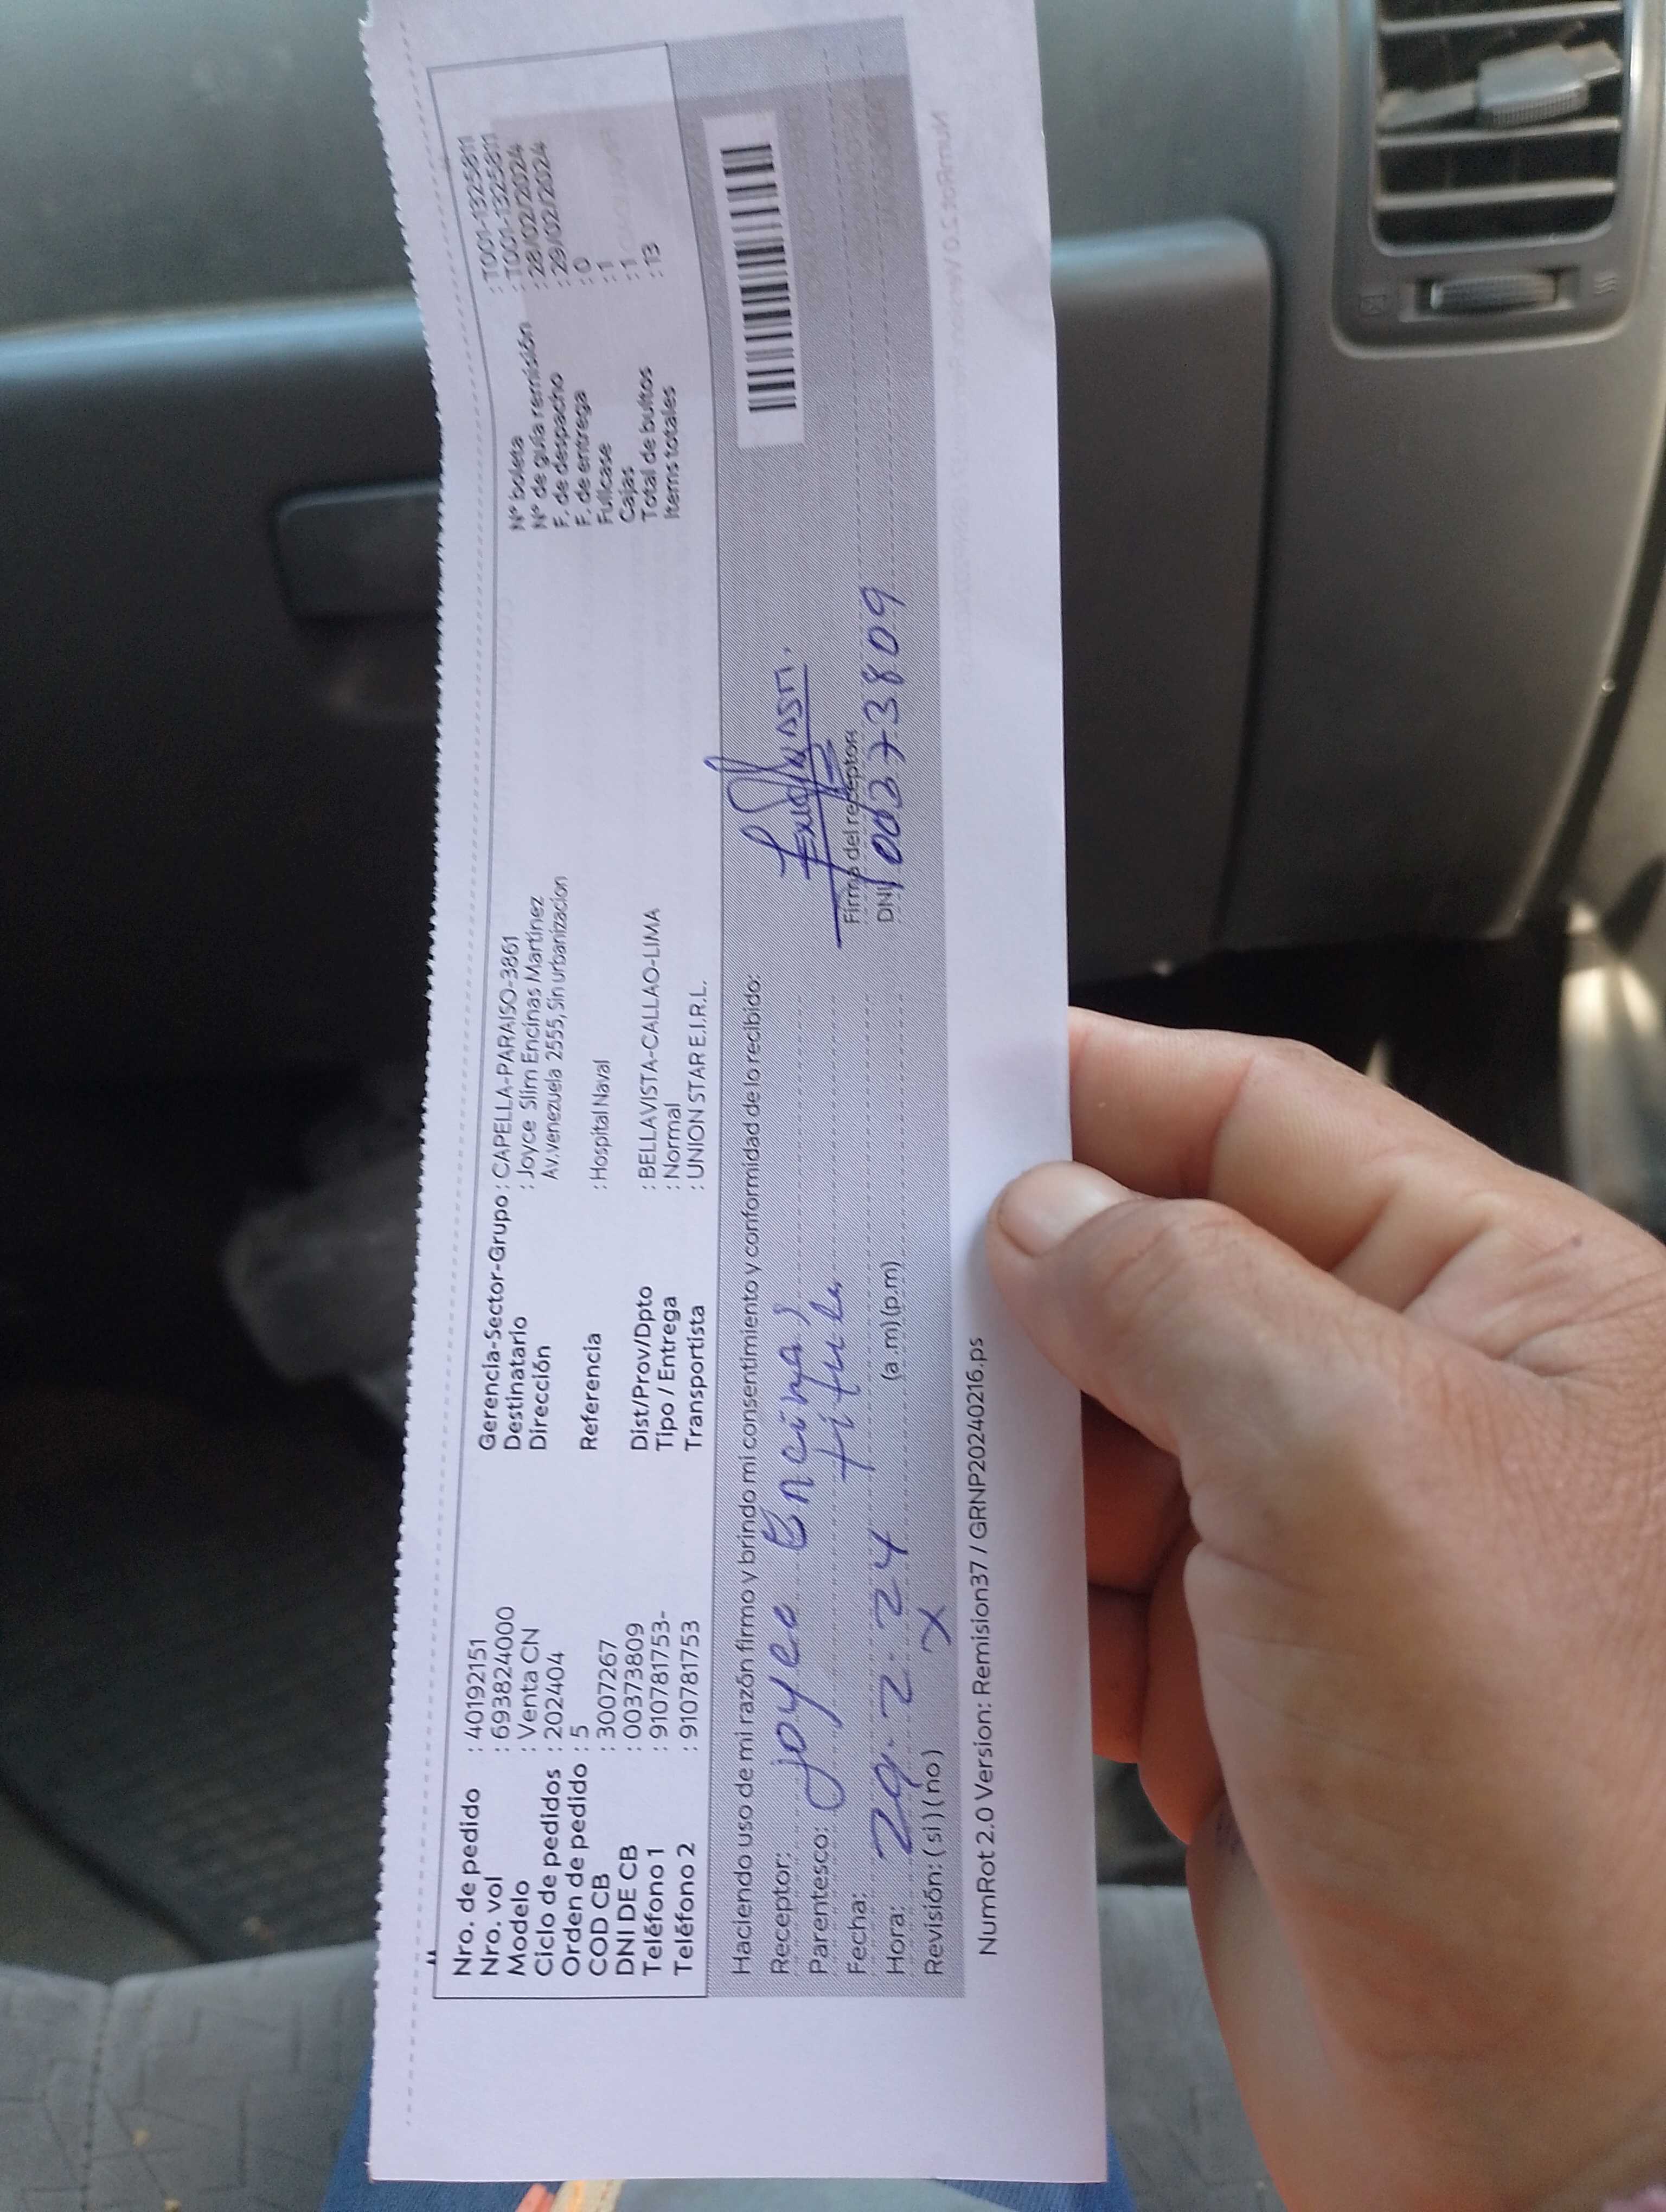 Nro. de pedido : 40192151
Nro. vol : 693824000
Modelo : Venta CN
Ciclo de pedidos : 202404
Orden de pedido : 5
COD CB : 3007267
DNI DE CB : 00373809
Teléfono 1 : 910781753-
Teléfono 2 : 910781753
Gerencia-Sector-Grupo : CAPELLA-PARAISO-3861
Destinatario : Joyce Slim Encinas Martinez
Dirección Av.venezuela 2555, Sin urbanizacion
Referencia : Hospital Naval
Dist/Prov/Dpto : BELLAVISTA-CALLAO-LIMA
Tipo / Entrega : Normal
Transportista : UNION STAR E.I.R.L.
N° boleta : T001-1325811
N° de guía remisión : T001-1325811
F. de despacho : 28/02/2024
F. de entrega : 29/02/2024
Fullcase : 0
Cajas : 1
Total de bultos : 1
Items totales : 13
Haciendo uso de mi razón firmo y brindo mi consentimiento y conformidad de lo recibido:
Receptor: joyce Encinas
Parentesco: titular
Fecha: 29. 2. 24
Hora: (a .m) (p.m)
Revisión: ( si ) ( no ) X
Firma del receptor
DNI 00373809
NumRot 2.0 Version: Remision37 / GRNP20240216.ps